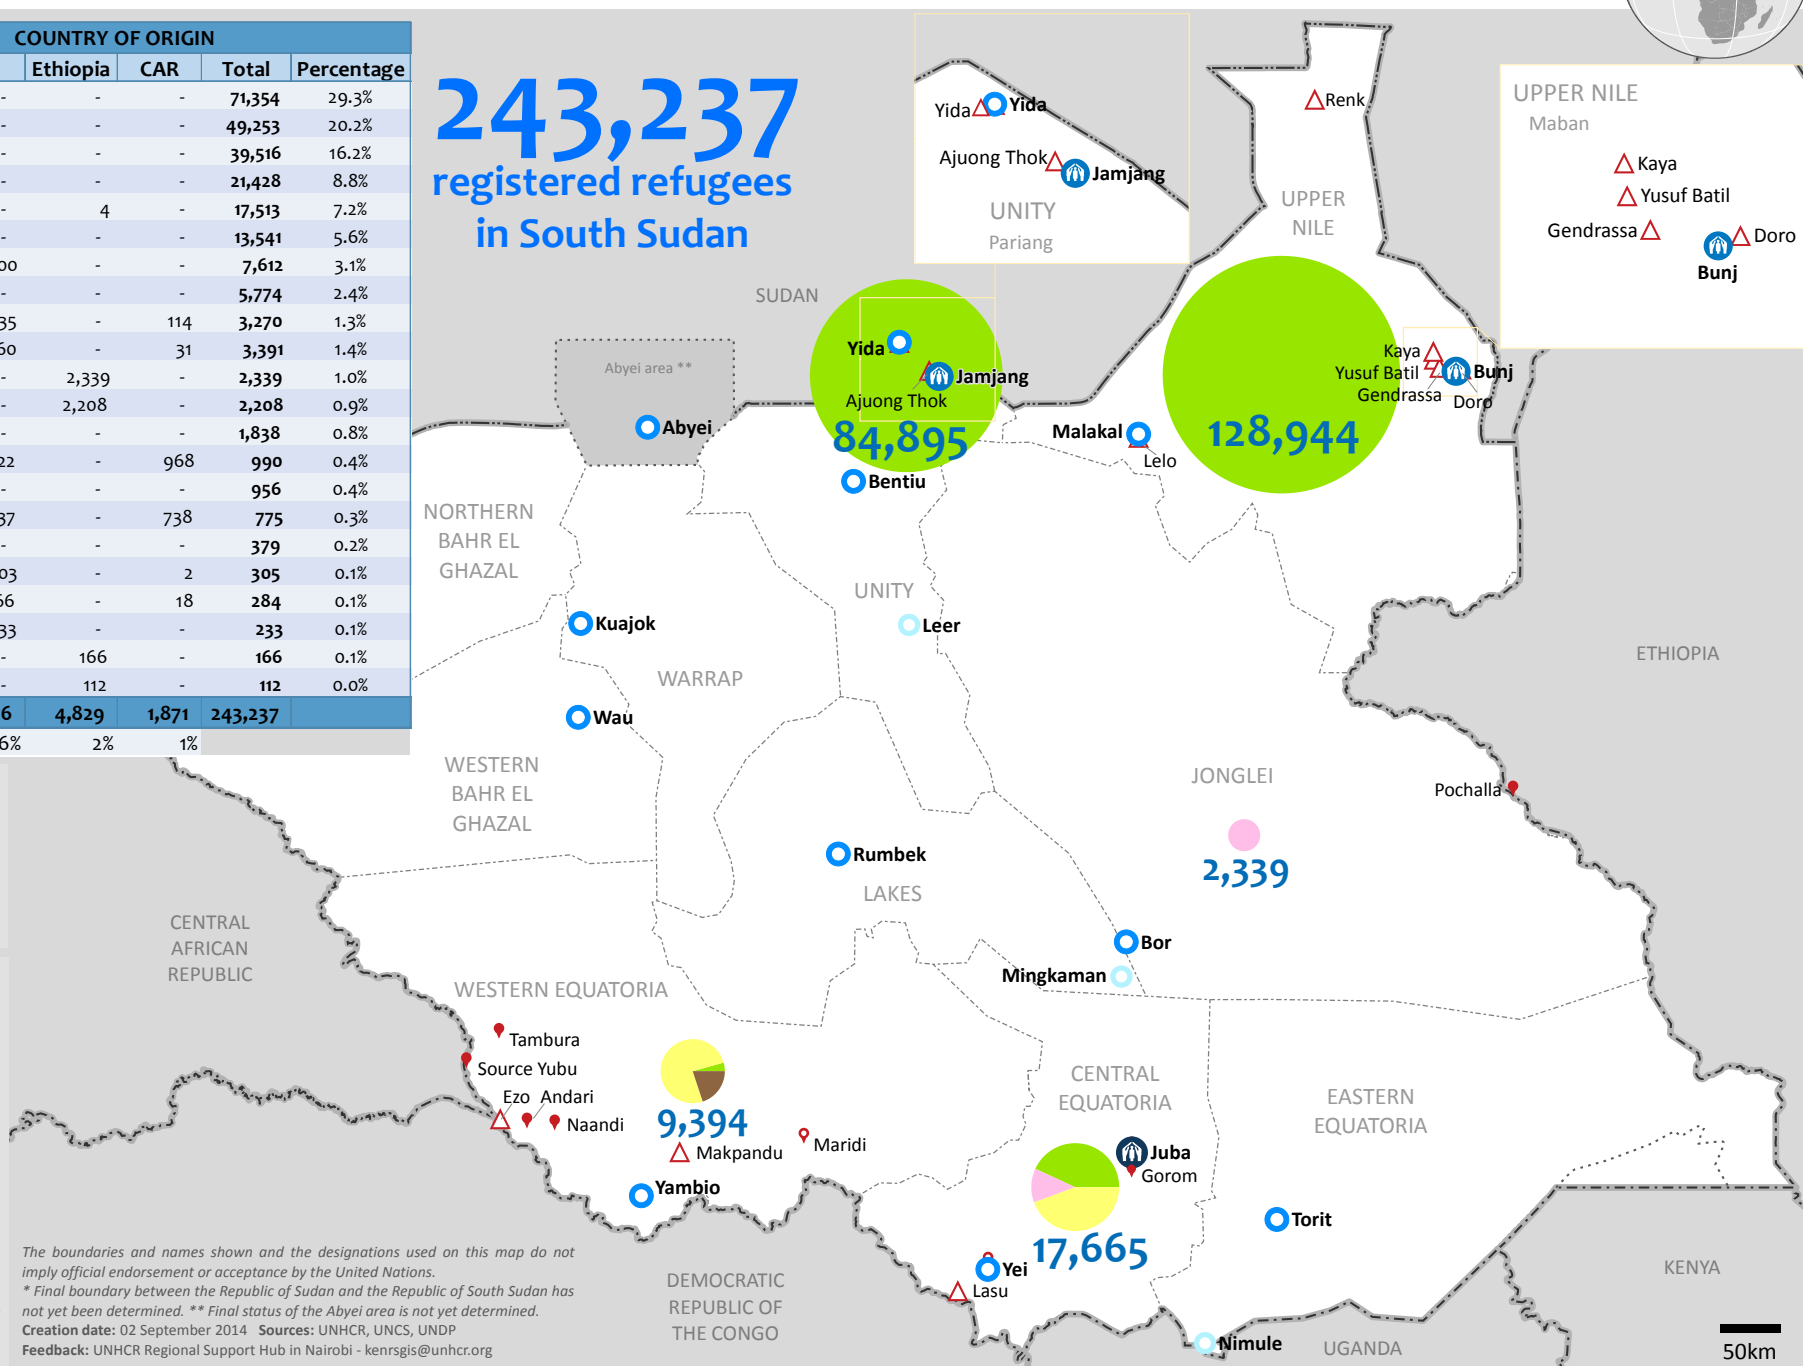 COUNTRY OF ORIGIN
Ethiopia CAR Total Percentage
- - - 71,354 29.3%
- - - 49,253 20.2%
- - - 39,516 16.2%
- - - 21,428 8.8%
- 4 - 17,513 7.2%
- - - 13,541 5.6%
00 - - 7,612 3.1%
- - - 5,774 2.4%
35 - 114 3,270 1.3%
60 - 31 3,391 1.4%
- 2,339 - 2,339 1.0%
- 2,208 - 2,208 0.9%
- - - 1,838 0.8%
22 - 968 990 0.4%
- - - 956 0.4%
37 - 738 775 0.3%
- - - 379 0.2%
03 - 2 305 0.1%
66 - 18 284 0.1%
33 - - 233 0.1%
- 166 - 166 0.1%
- 112 - 112 0.0%
6 4,829 1,871 243,237
6% 2% 1%
243,237
registered refugees
in South Sudan
Yida Yida
Ajuong Thok
Jamjang
UNITY
Pariang
Renk
UPPER
NILE
UPPER NILE
Maban
Kaya
Yusuf Batil
Gendrassa
Doro
Bunj
SUDAN
Abyei area **
Abyei
Yida
Jamjang
Ajuong Thok
84,895
Bentiu
Malakal
Lelo
128,944
Kaya
Yusuf Batil
Bunj
Gendrassa
Doro
NORTHERN
BAHR EL
GHAZAL
UNITY
Kuajok
Leer
WARRAP
Wau
ETHIOPIA
WESTERN
BAHR EL
GHAZAL
JONGLEI
Pochalla
2,339
Rumbek
LAKES
CENTRAL
AFRICAN
REPUBLIC
Bor
Mingkaman
WESTERN EQUATORIA
Tambura
Source Yubu
Ezo Andari
Naandi
9,394
Makpandu
Maridi
Yambio
CENTRAL
EQUATORIA
EASTERN
EQUATORIA
Juba
Gorom
17,665
Torit
Yei
Lasu
Nimule
DEMOCRATIC
REPUBLIC OF
THE CONGO
UGANDA
KENYA
50km
The boundaries and names shown and the designations used on this map do not
imply official endorsement or acceptance by the United Nations.
* Final boundary between the Republic of Sudan and the Republic of South Sudan has
not yet been determined. ** Final status of the Abyei area is not yet determined.
Creation date: 02 September 2014 Sources: UNHCR, UNCS, UNDP
Feedback: UNHCR Regional Support Hub in Nairobi - kenrsgis@unhcr.org